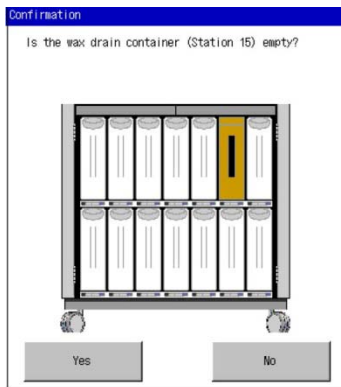 Confirmation
Is the wax drain container (Station 15) empty?
Yes
No